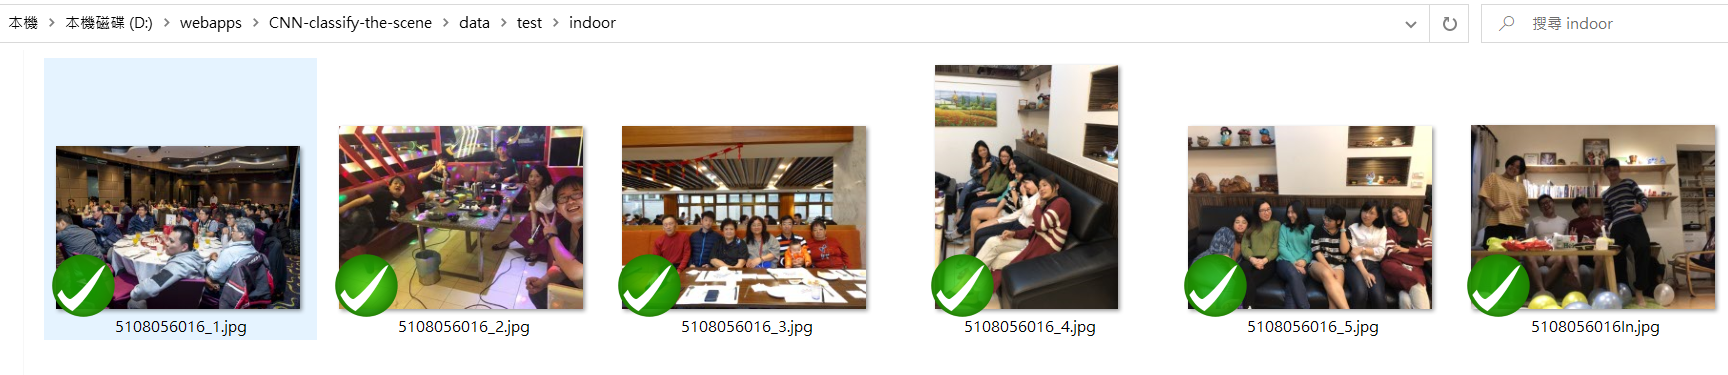 本機 > 本機磁碟 (D:) > webapps > CNN-classify-the-scene > data > test > indoor
搜尋 indoor
5108056016_1.jpg
5108056016_2.jpg
5108056016_3.jpg
5108056016_4.jpg
5108056016_5.jpg
5108056016In.jpg